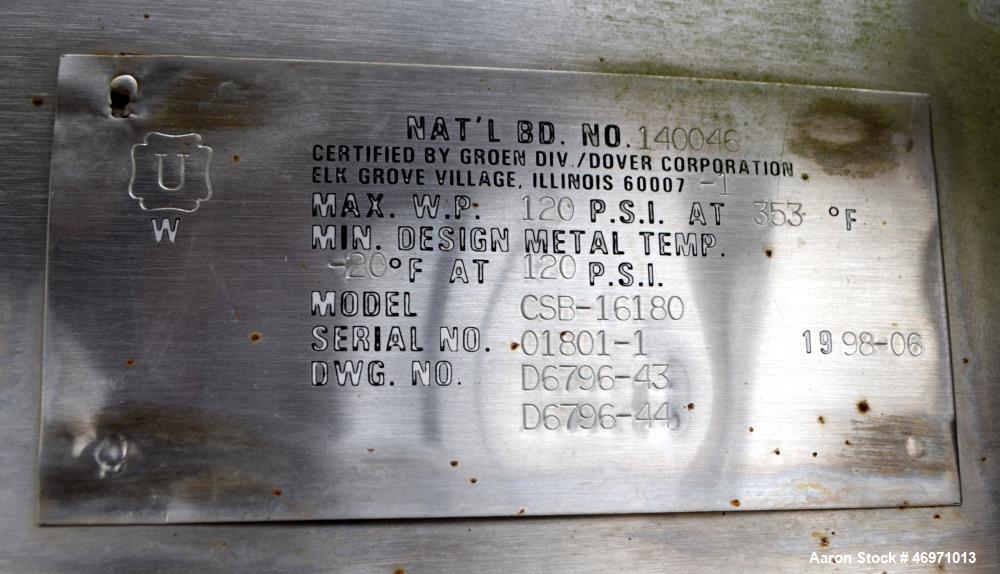 NAT'L BD. NO. 140046
CERTIFIED BY GROEN DIV./DOVER CORPORATION
ELK GROVE VILLAGE, ILLINOIS 60007 -1
U
W
MAX. W.P. 120 P.S.I. AT 353 °F
MIN. DESIGN METAL TEMP.
-20°F AT 120 P.S.I.
MODEL CSB-16180
SERIAL NO. 01801-1 1998-06
DWG. NO. D6796-43
D6796-44
Aaron Stock # 46971013